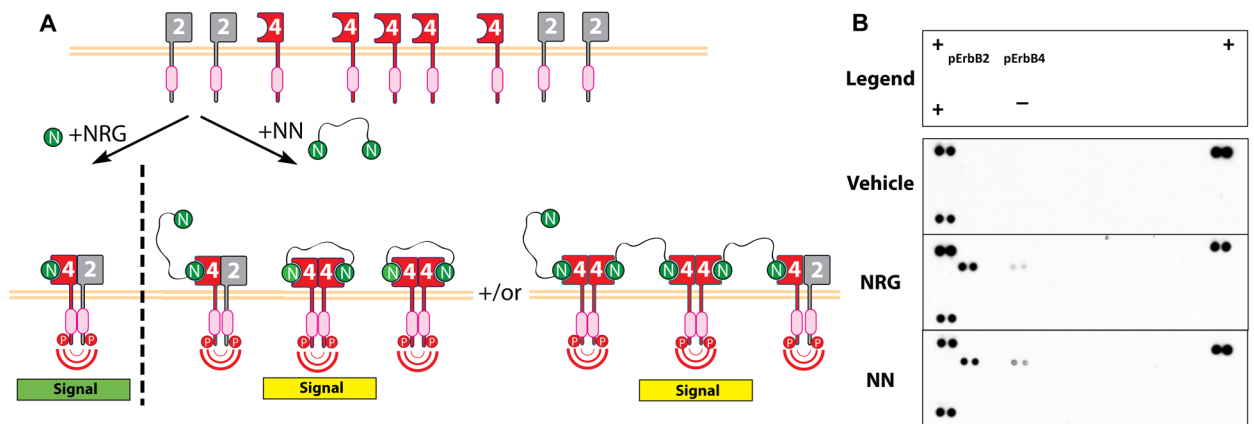 A
2 2 4 4 4 4 4 2 2
N +NRG
+NN N N
N
N 4 2
P P
Signal
N 4 2
P P
N 4 4 N
P P
N 4 4 N
P P
Signal
+/or
N
N 4 4 N
P P
N 4 4 N
P P
N 4 2
P P
Signal
B
Legend
+ pErbB2 pErbB4 +
+ –
Vehicle
NRG
NN